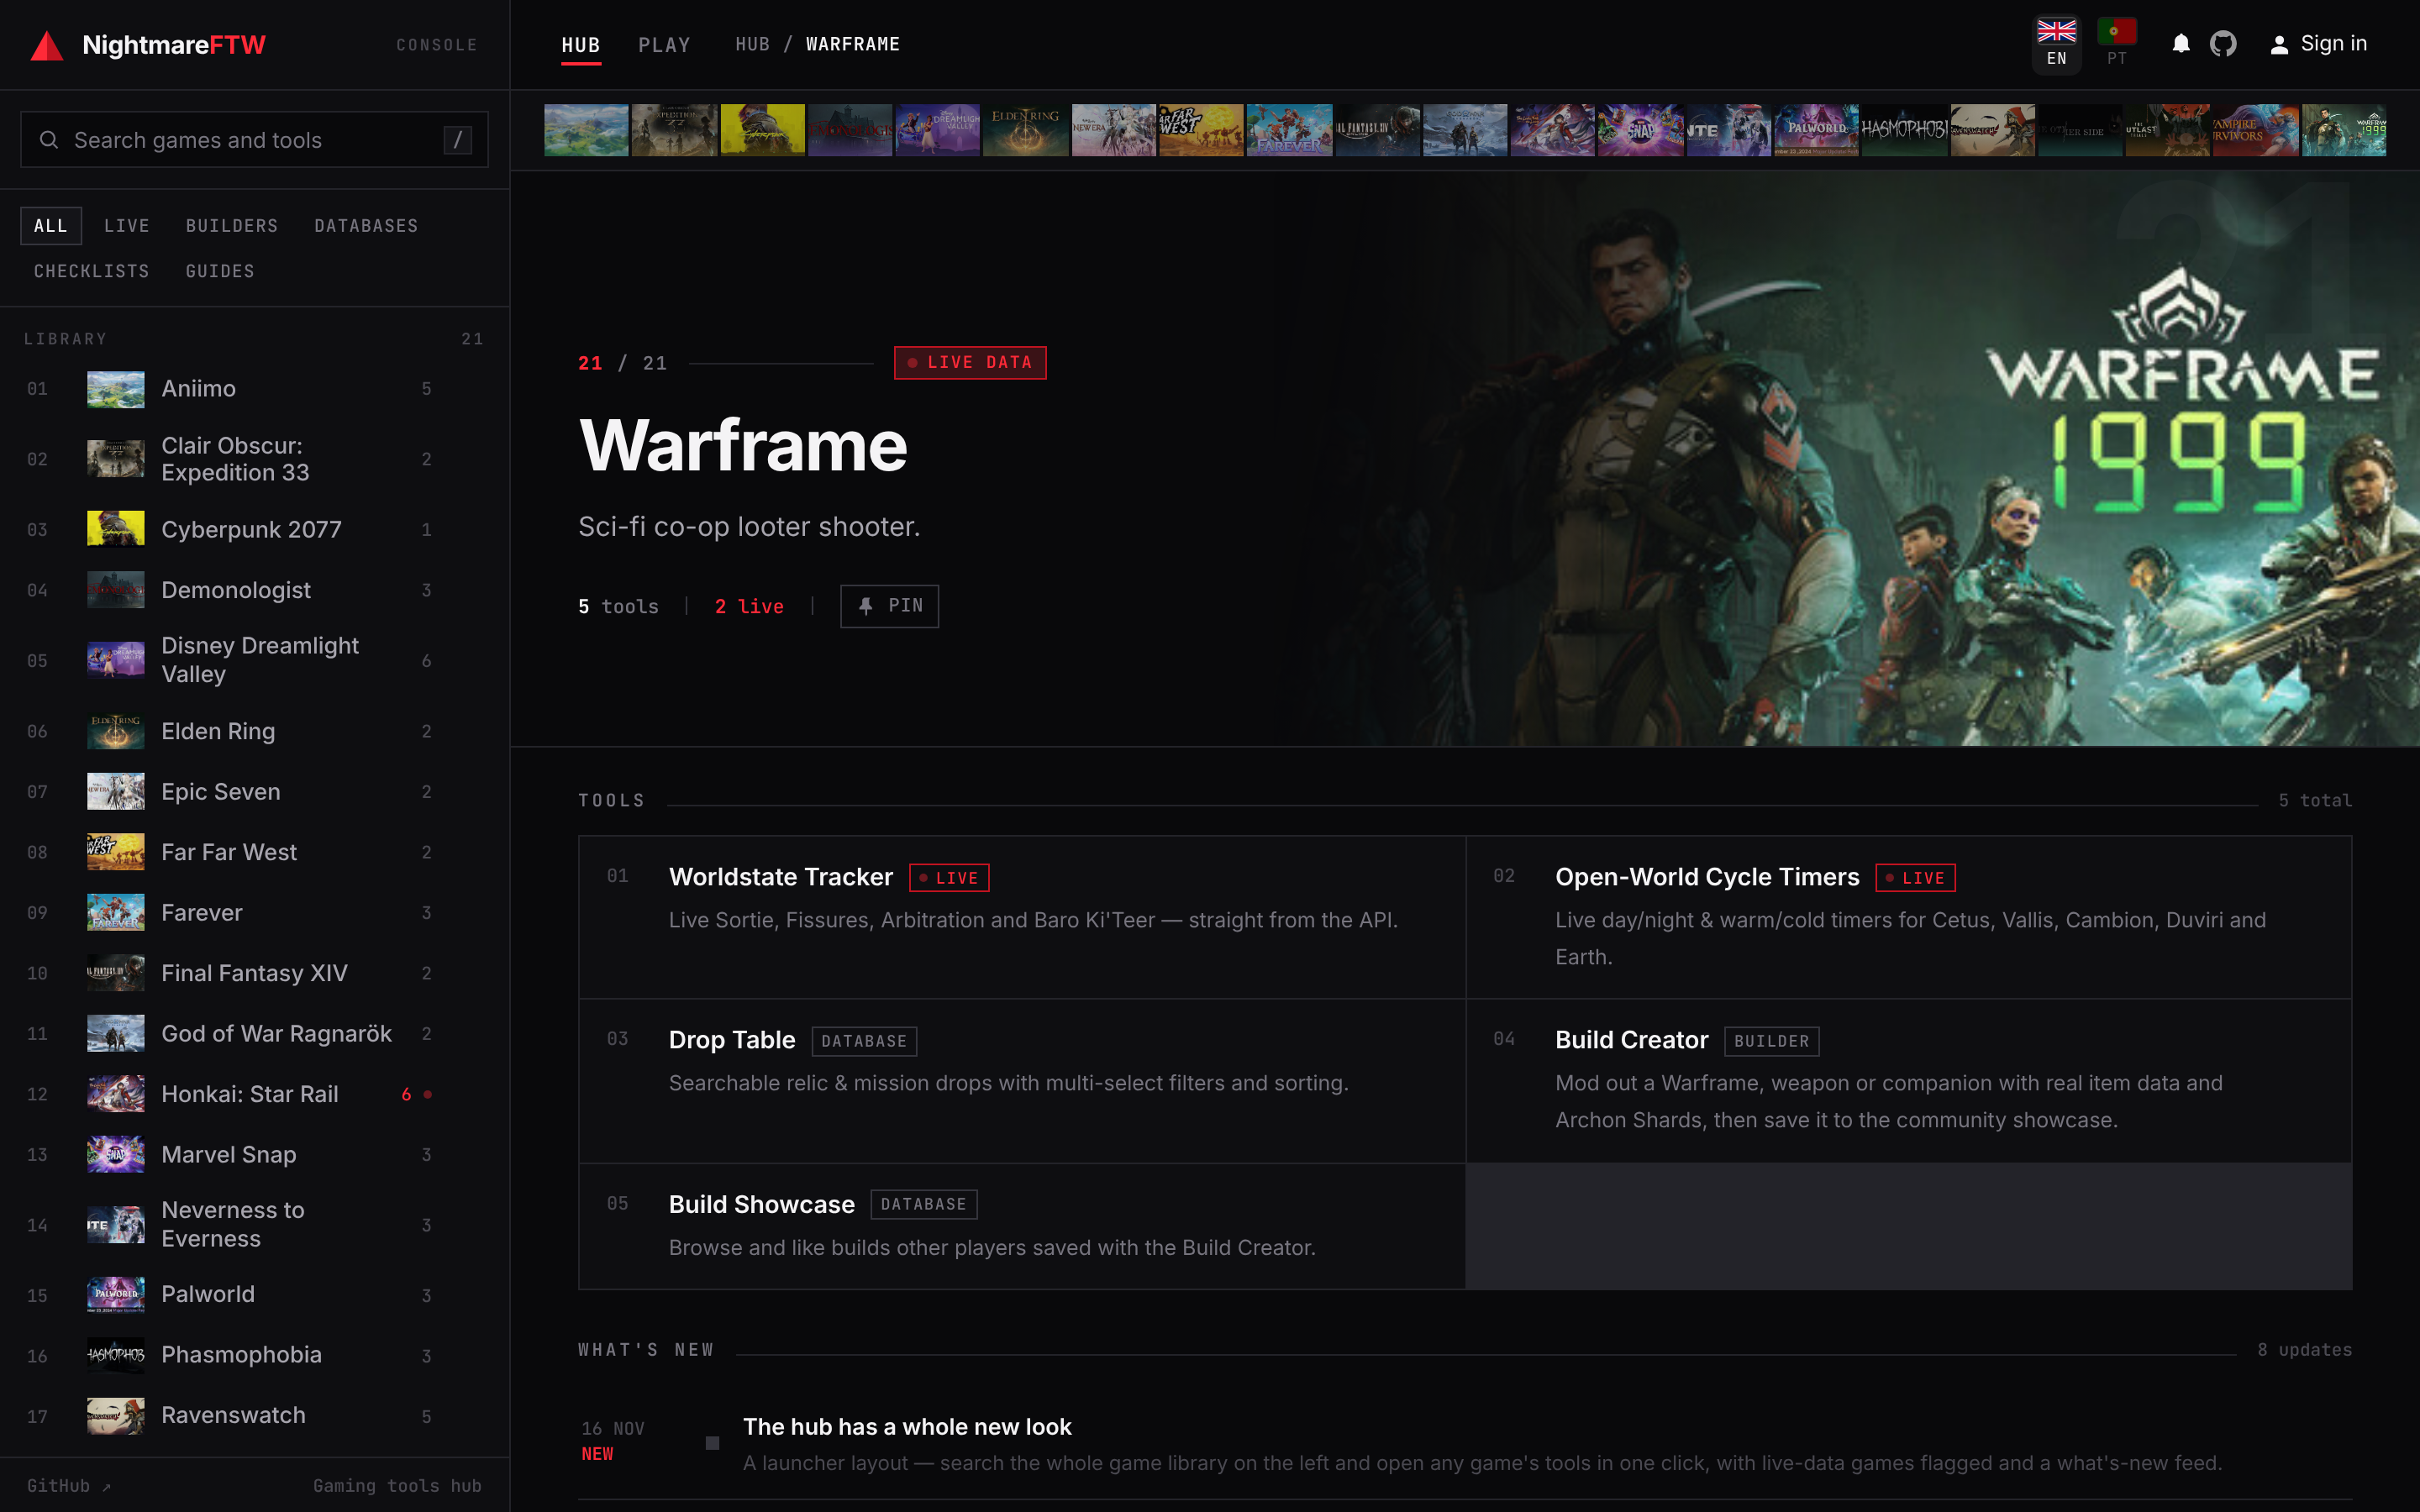 NightmareFTW
CONSOLE
HUB
PLAY
HUB / WARFRAME
EN
PT
Sign in
Search games and tools
/
ALL
LIVE
BUILDERS
DATABASES
CHECKLISTS
GUIDES
LIBRARY
21
01 Aniimo 5
02 Clair Obscur:
Expedition 33 2
03 Cyberpunk 2077 1
04 Demonologist 3
05 Disney Dreamlight
Valley 6
06 Elden Ring 2
07 Epic Seven 2
08 Far Far West 2
09 Farever 3
10 Final Fantasy XIV 2
11 God of War Ragnarök 2
12 Honkai: Star Rail 6
13 Marvel Snap 3
14 Neverness to
Everness 3
15 Palworld 3
16 Phasmophobia 3
17 Ravenswatch 5
GitHub ↗
Gaming tools hub
ELDEN RING
FAREVER
SNAP
PALWORLD
21 / 21
LIVE DATA
Warframe
Sci-fi co-op looter shooter.
5 tools
2 live
PIN
21
WARFRAME
1999
TOOLS
5 total
01 Worldstate Tracker LIVE
Live Sortie, Fissures, Arbitration and Baro Ki'Teer — straight from the API.
02 Open-World Cycle Timers LIVE
Live day/night & warm/cold timers for Cetus, Vallis, Cambion, Duviri and
Earth.
03 Drop Table DATABASE
Searchable relic & mission drops with multi-select filters and sorting.
04 Build Creator BUILDER
Mod out a Warframe, weapon or companion with real item data and
Archon Shards, then save it to the community showcase.
05 Build Showcase DATABASE
Browse and like builds other players saved with the Build Creator.
WHAT'S NEW
8 updates
16 NOV
NEW
The hub has a whole new look
A launcher layout — search the whole game library on the left and open any game's tools in one click, with live-data games flagged and a what's-new feed.